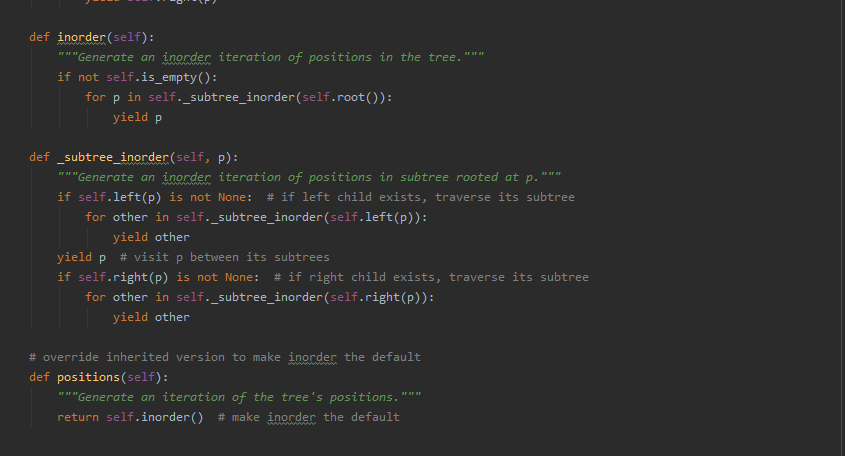 def inorder(self):
"""Generate an inorder iteration of positions in the tree."""
if not self.is_empty():
for p in self._subtree_inorder(self.root()):
yield p
def _subtree_inorder(self, p):
"""Generate an inorder iteration of positions in subtree rooted at p."""
if self.left(p) is not None:  # if left child exists, traverse its subtree
for other in self._subtree_inorder(self.left(p)):
yield other
yield p  # visit p between its subtrees
if self.right(p) is not None:  # if right child exists, traverse its subtree
for other in self._subtree_inorder(self.right(p)):
yield other
# override inherited version to make inorder the default
def positions(self):
"""Generate an iteration of the tree's positions."""
return self.inorder()  # make inorder the default